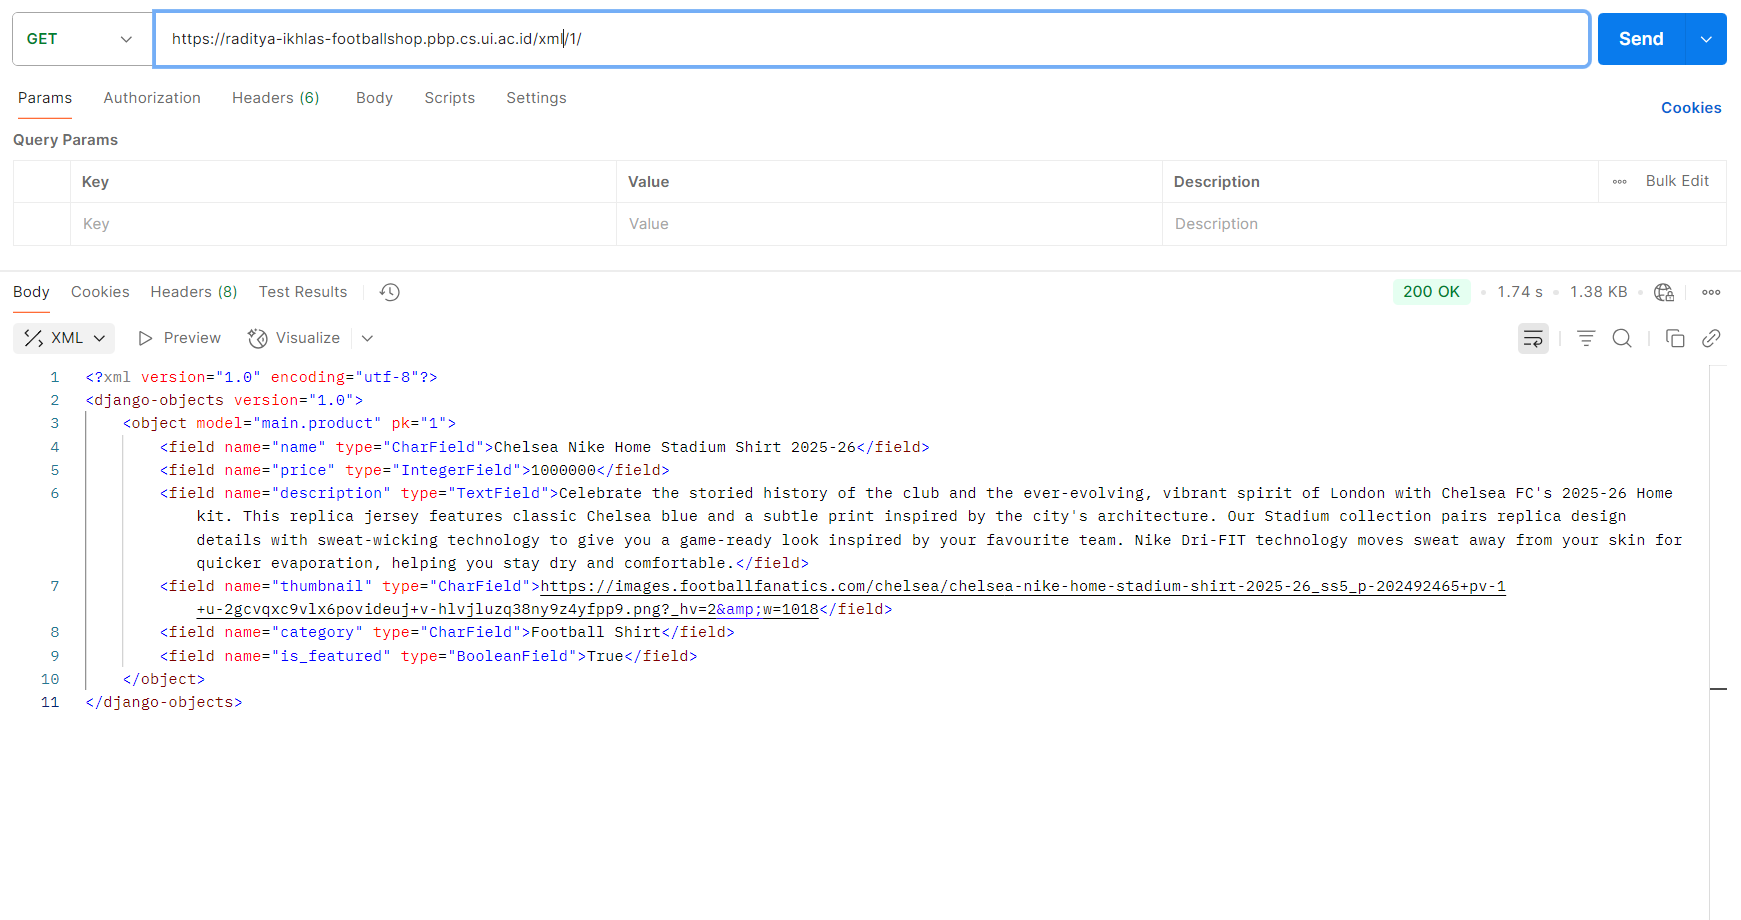 GET https://raditya-ikhlas-footballshop.pbp.cs.ui.ac.id/xml/1/ Send
Params Authorization Headers (6) Body Scripts Settings
Cookies
Query Params
Key Value Description Bulk Edit
Key Value Description
Body Cookies Headers (8) Test Results 200 OK 1.74 s 1.38 KB
XML Preview Visualize
1 <?xml version="1.0" encoding="utf-8"?>
2 <django-objects version="1.0">
3 <object model="main.product" pk="1">
4 <field name="name" type="CharField">Chelsea Nike Home Stadium Shirt 2025-26</field>
5 <field name="price" type="IntegerField">1000000</field>
6 <field name="description" type="TextField">Celebrate the storied history of the club and the ever-evolving, vibrant spirit of London with Chelsea FC's 2025-26 Home
kit. This replica jersey features classic Chelsea blue and a subtle print inspired by the city's architecture. Our Stadium collection pairs replica design
details with sweat-wicking technology to give you a game-ready look inspired by your favourite team. Nike Dri-FIT technology moves sweat away from your skin for
quicker evaporation, helping you stay dry and comfortable.</field>
7 <field name="thumbnail" type="CharField">https://images.footballfanatics.com/chelsea/chelsea-nike-home-stadium-shirt-2025-26_ss5_p-202492465+pv-1
+u-2gcvqxc9vlx6povideuj+v-hlvjluzq38ny9z4yfpp9.png?_hv=2&amp;w=1018</field>
8 <field name="category" type="CharField">Football Shirt</field>
9 <field name="is_featured" type="BooleanField">True</field>
10 </object>
11 </django-objects>